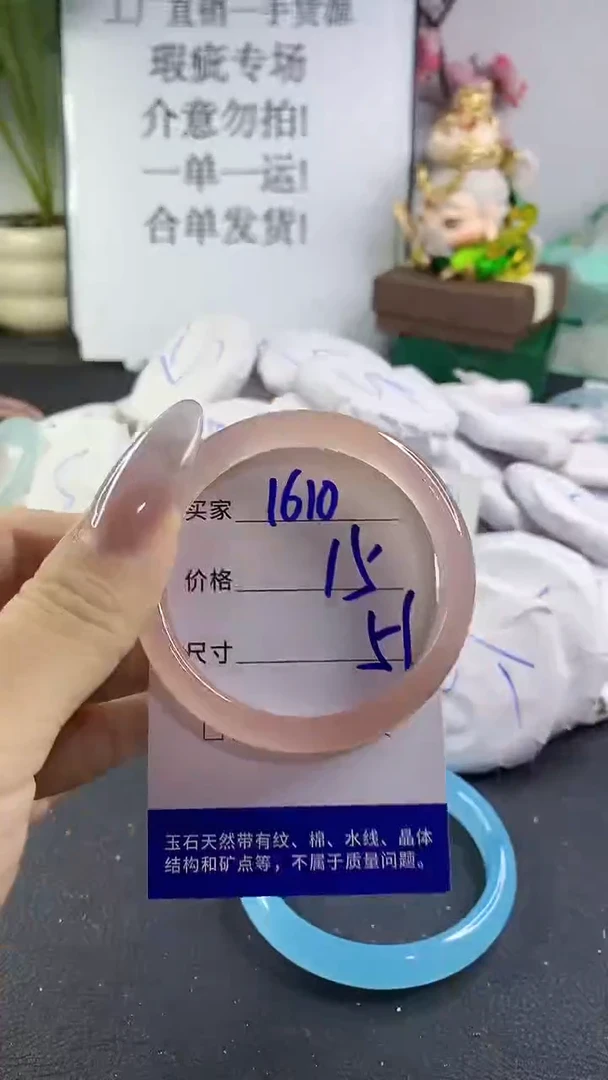 工厂直销一手货源
瑕疵专场
介意勿拍!
一单一运!
合单发货!
买家 1610
价格 15
尺寸 51
玉石天然带有纹、棉、水线、晶体
结构和矿点等，不属于质量问题。